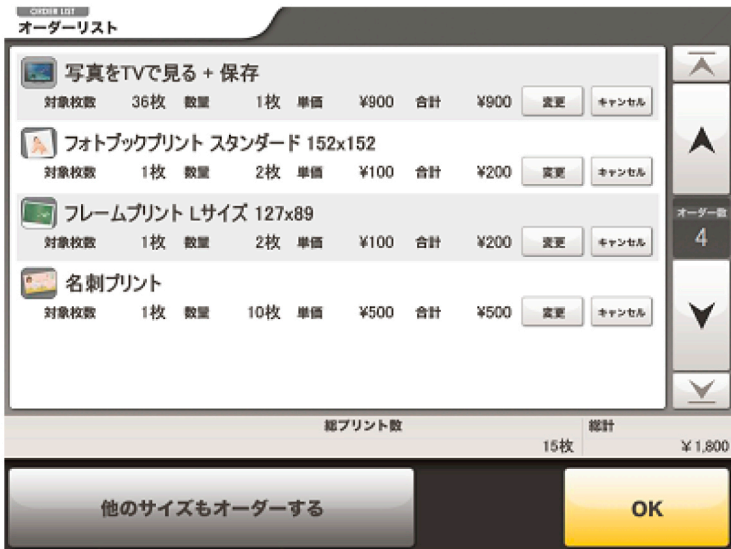 ORDER LIST
オーダーリスト
写真をTVで見る + 保存
対象枚数 36枚 数量 1枚 単価 ¥900 合計 ¥900 変更 キャンセル
フォトブックプリント スタンダード 152x152
対象枚数 1枚 数量 2枚 単価 ¥100 合計 ¥200 変更 キャンセル
フレームプリント Lサイズ 127x89
対象枚数 1枚 数量 2枚 単価 ¥100 合計 ¥200 変更 キャンセル
名刺プリント
対象枚数 1枚 数量 10枚 単価 ¥500 合計 ¥500 変更 キャンセル
オーダー数
4
総プリント数 総計
15枚 ¥1,800
他のサイズもオーダーする OK